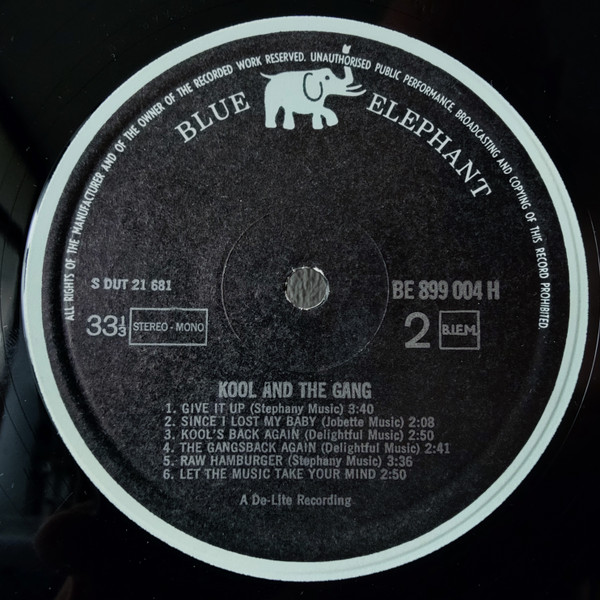 ALL RIGHTS OF THE MANUFACTURER AND OF THE OWNER OF THE RECORDED WORK RESERVED. UNAUTHORISED PUBLIC PERFORMANCE, BROADCASTING AND COPYING OF THIS RECORD PROHIBITED.
BLUE ELEPHANT
S DUT 21 681
BE 899 004 H
33⅓ STEREO - MONO
2 B.I.E.M.
KOOL AND THE GANG
1. GIVE IT UP (Stephany Music) 3:40
2. SINCE I LOST MY BABY (Jobette Music) 2:08
3. KOOL'S BACK AGAIN (Delightful Music) 2:50
4. THE GANGSBACK AGAIN (Delightful Music) 2:41
5. RAW HAMBURGER (Stephany Music) 3:36
6. LET THE MUSIC TAKE YOUR MIND 2:50
A De-Lite Recording